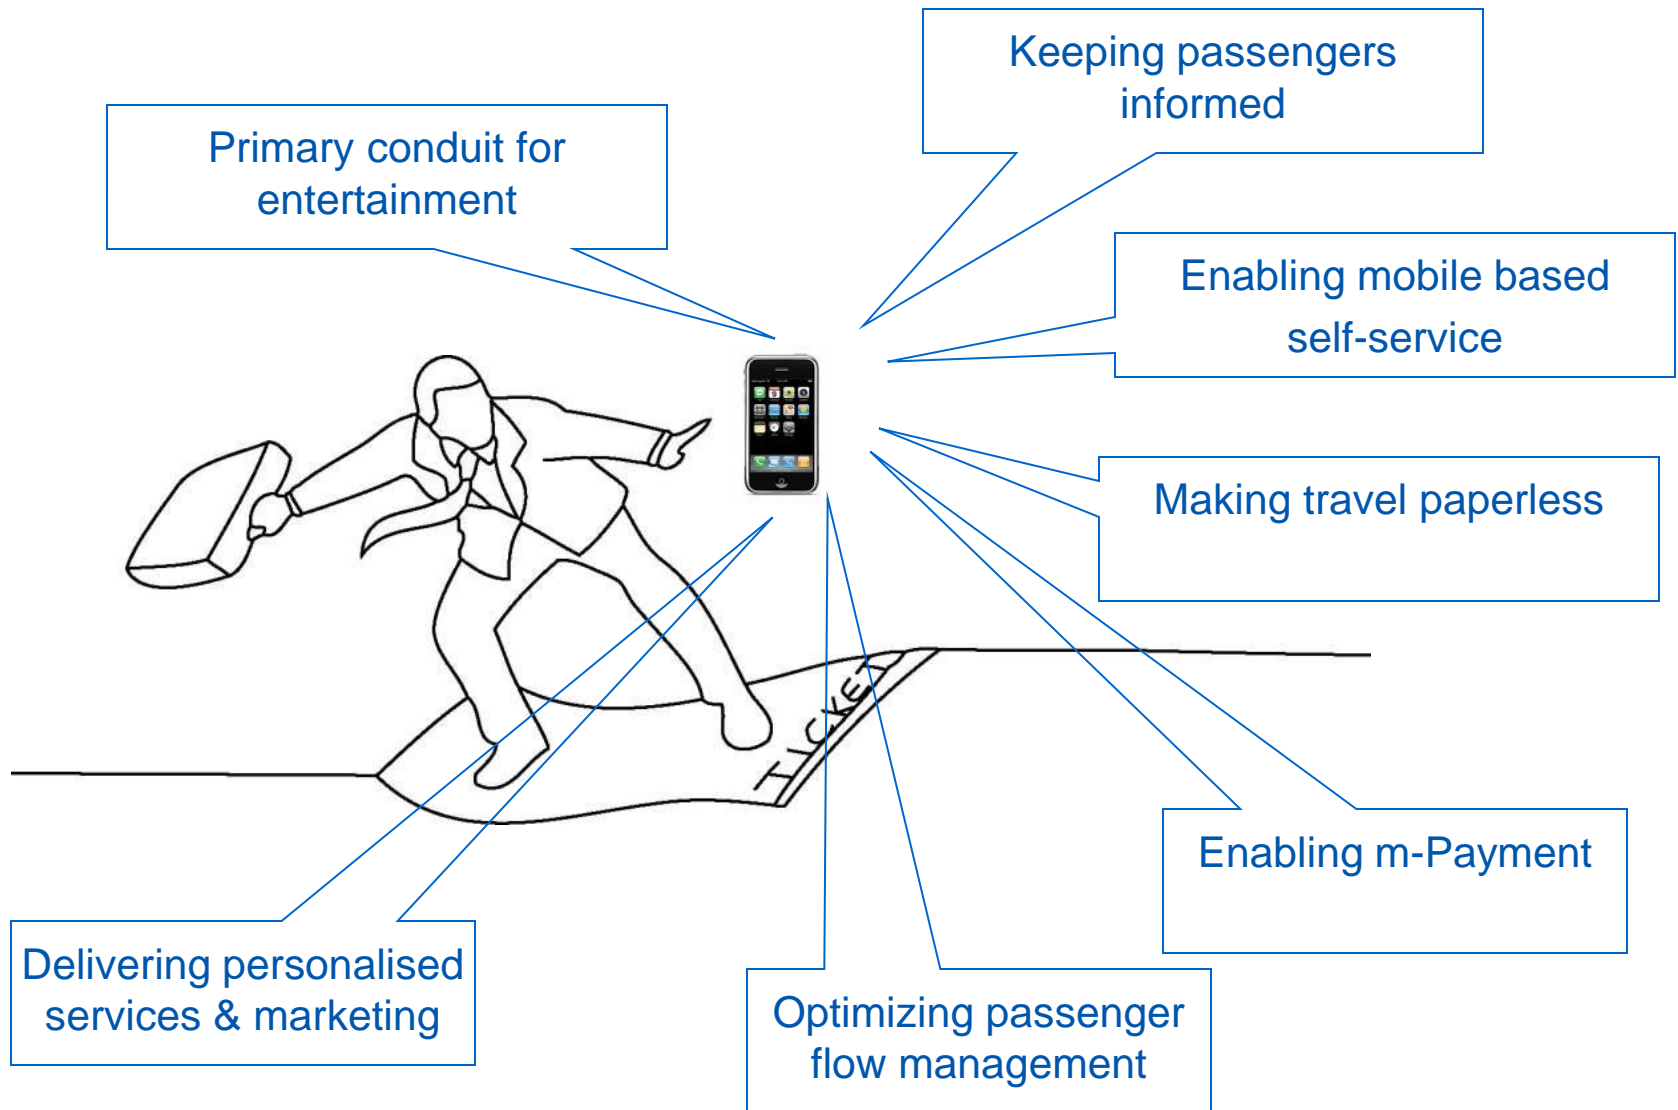 Keeping passengers
informed
Primary conduit for
entertainment
Enabling mobile based
self-service
Making travel paperless
TICKET
Enabling m-Payment
Delivering personalised
services & marketing
Optimizing passenger
flow management